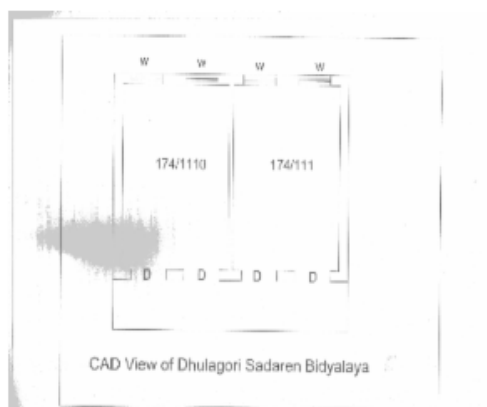 W W W W
174/1110 174/111
D D D D
CAD View of Dhulagori Sadaren Bidyalaya